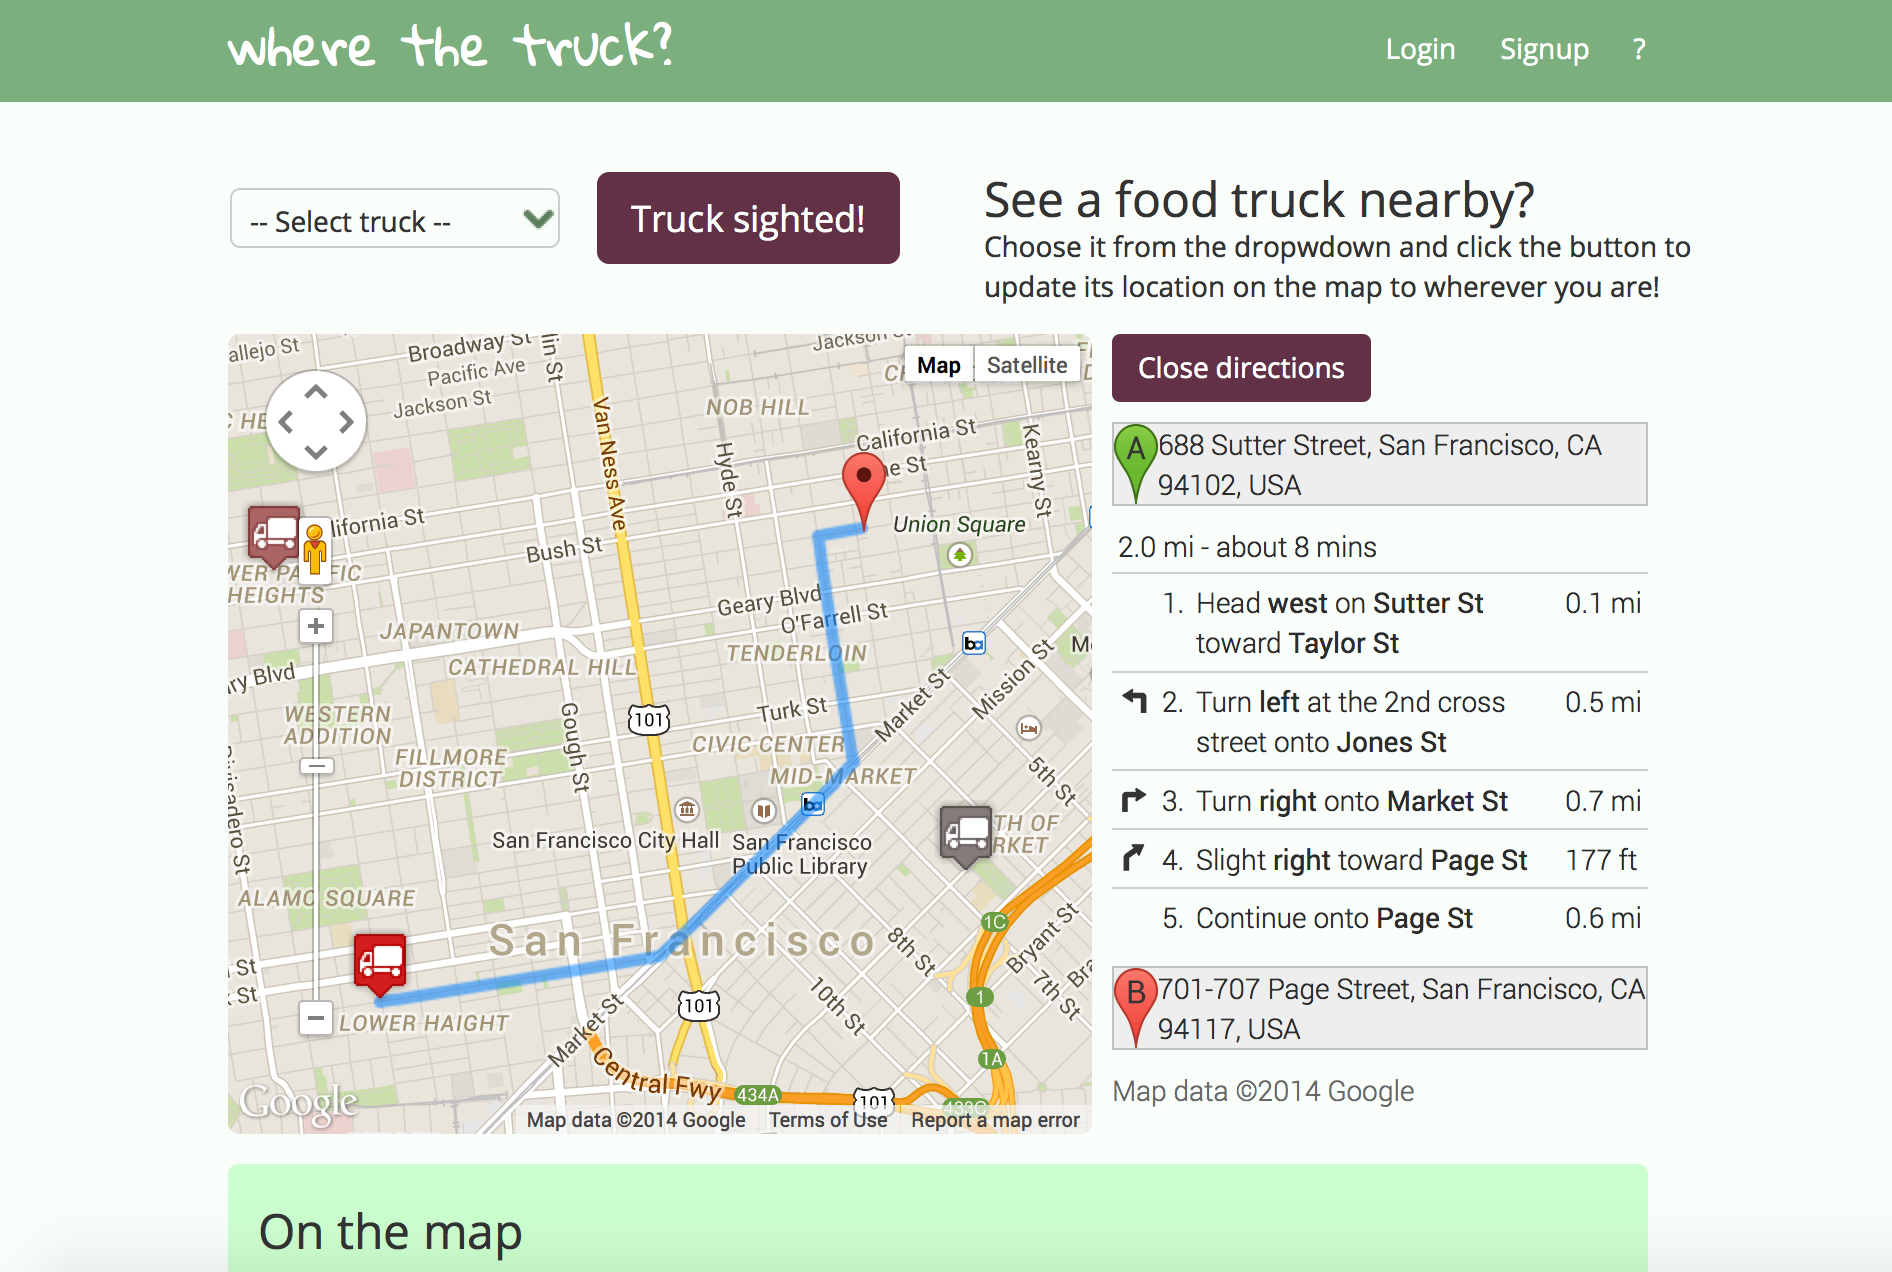 where the truck?
Login
Signup
?
-- Select truck --
Truck sighted!
See a food truck nearby?
Choose it from the dropwdown and click the button to
update its location on the map to wherever you are!
allejo St
Broadway St
Pacific Ave
Jackson St
Jackson St
Map
Satellite
NOB HILL
California St
Kearny St
Hyde St
Van Ness Ave
Union Square
California St
Bush St
HEIGHTS
Geary Blvd
O'Farrell St
JAPANTOWN
CATHEDRAL HILL
TENDERLOIN
Market St
Mission St
ry Blvd
WESTERN
ADDITION
Gough St
101
Turk St
FILLMORE
DISTRICT
CIVIC CENTER
MID-MARKET
5th St
San Francisco City Hall
San Francisco
Public Library
TH OF
RKET
ALAMO SQUARE
San Francisco
8th St
1C
Bryant St
7th St
St
St
10th St
1
101
LOWER HAIGHT
Market St
1A
Central Fwy
434A
101
433C
Google
Map data ©2014 Google
Terms of Use
Report a map error
Close directions
A
688 Sutter Street, San Francisco, CA
94102, USA
2.0 mi - about 8 mins
1. Head west on Sutter St 0.1 mi
toward Taylor St
2. Turn left at the 2nd cross 0.5 mi
street onto Jones St
3. Turn right onto Market St 0.7 mi
4. Slight right toward Page St 177 ft
5. Continue onto Page St 0.6 mi
B
701-707 Page Street, San Francisco, CA
94117, USA
Map data ©2014 Google
On the map